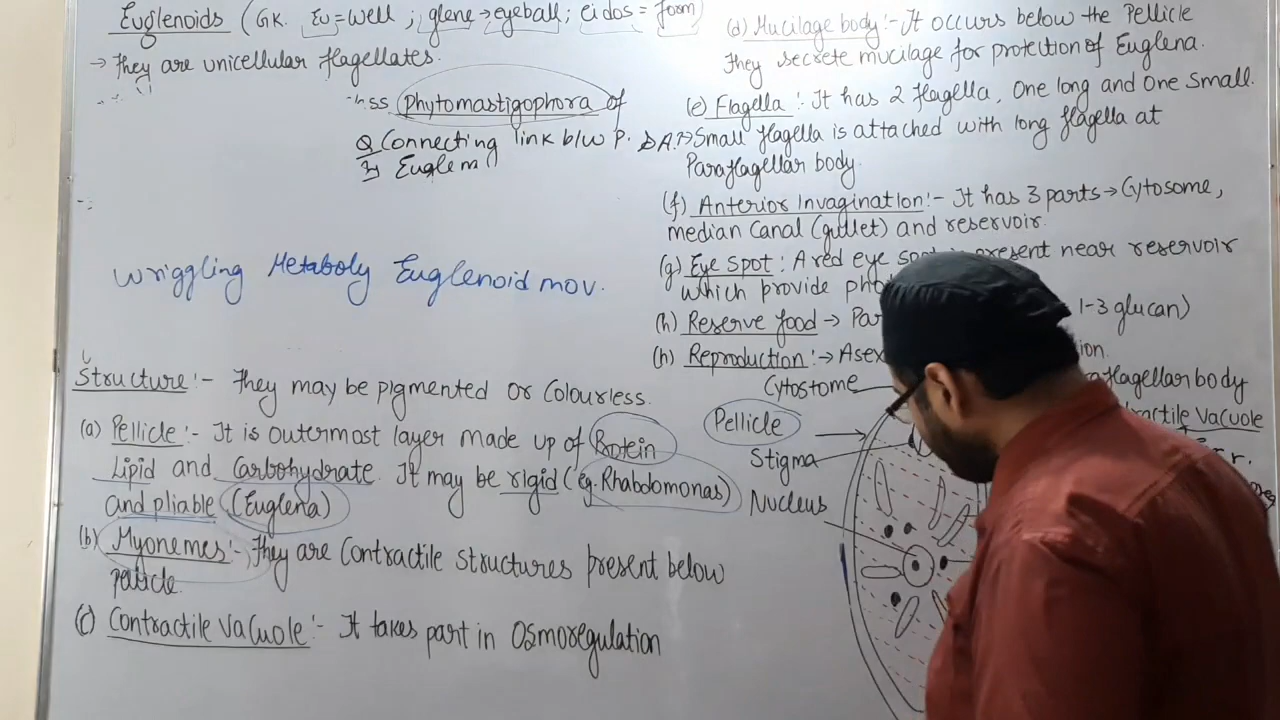 Euglenoids (GK. Eu=well ; glene→eyeball; eidos = form)
→ They are unicellular flagellates.
ss (Phytomastigophora of
Q Connecting link b/w P. & A.
Euglen
Wriggling Metaboly Euglenoid mov.
Structure :- They may be pigmented or Colourless.
(a) Pellicle :- It is outermost layer made up of Protein
Lipid and Carbohydrate. It may be rigid (eg. Rhabdomonas)
and pliable (Euglena)
(b) Myonemes :- They are Contractile structures present below
pellicle.
(c) Contractile Vacuole :- It takes part in Osmoregulation
(d) Mucilage body :- It occurs below the Pellicle
They secrete mucilage for protection of Euglena.
(e) Flagella :- It has 2 flagella, One long and One Small.
Small flagella is attached with long flagella at
Paraflagellar body.
(f) Anterior Invagination :- It has 3 parts → Cytosome,
median Canal (gullet) and reservoir.
(g) Eye Spot : A red eye present near reservoir
which provide
(h) Reserve food → 1-3 glucan)
(h) Reproduction :→
Cytostome
flagellar body
Pellicle
Vacuole
Stigma
Nucleus